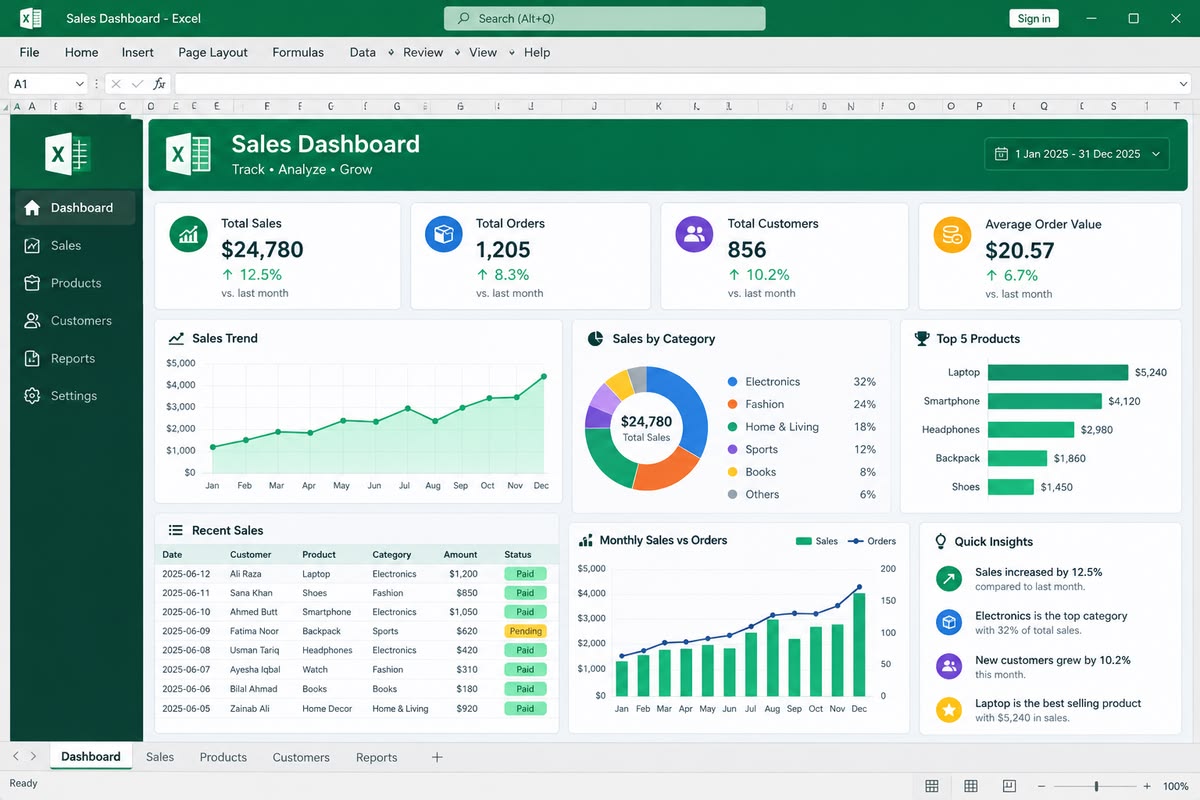 Sales Dashboard - Excel
Search (Alt+Q)
Sign in
File Home Insert Page Layout Formulas Data Review View Help
A1
fx
Sales Dashboard
Track • Analyze • Grow
1 Jan 2025 - 31 Dec 2025
Dashboard
Sales
Products
Customers
Reports
Settings
Total Sales
$24,780
↑ 12.5%
vs. last month
Total Orders
1,205
↑ 8.3%
vs. last month
Total Customers
856
↑ 10.2%
vs. last month
Average Order Value
$20.57
↑ 6.7%
vs. last month
Sales Trend
$5,000
$4,000
$3,000
$2,000
$1,000
$0
Jan Feb Mar Apr May Jun Jul Aug Sep Oct Nov Dec
Sales by Category
$24,780
Total Sales
Electronics 32%
Fashion 24%
Home & Living 18%
Sports 12%
Books 8%
Others 6%
Top 5 Products
Laptop $5,240
Smartphone $4,120
Headphones $2,980
Backpack $1,860
Shoes $1,450
Recent Sales
Date Customer Product Category Amount Status
2025-06-12 Ali Raza Laptop Electronics $1,200 Paid
2025-06-11 Sana Khan Shoes Fashion $850 Paid
2025-06-10 Ahmed Butt Smartphone Electronics $1,050 Paid
2025-06-09 Fatima Noor Backpack Sports $620 Pending
2025-06-08 Usman Tariq Headphones Electronics $420 Paid
2025-06-07 Ayesha Iqbal Watch Fashion $310 Paid
2025-06-06 Bilal Ahmad Books Books $180 Paid
2025-06-05 Zainab Ali Home Decor Home & Living $920 Paid
Monthly Sales vs Orders
Sales Orders
$5,000 200
$4,000 150
$3,000
$2,000 100
$1,000 50
$0 0
Jan Feb Mar Apr May Jun Jul Aug Sep Oct Nov Dec
Quick Insights
Sales increased by 12.5%
compared to last month.
Electronics is the top category
with 32% of total sales.
New customers grew by 10.2%
this month.
Laptop is the best selling product
with $5,240 in sales.
Dashboard Sales Products Customers Reports
Ready
100%